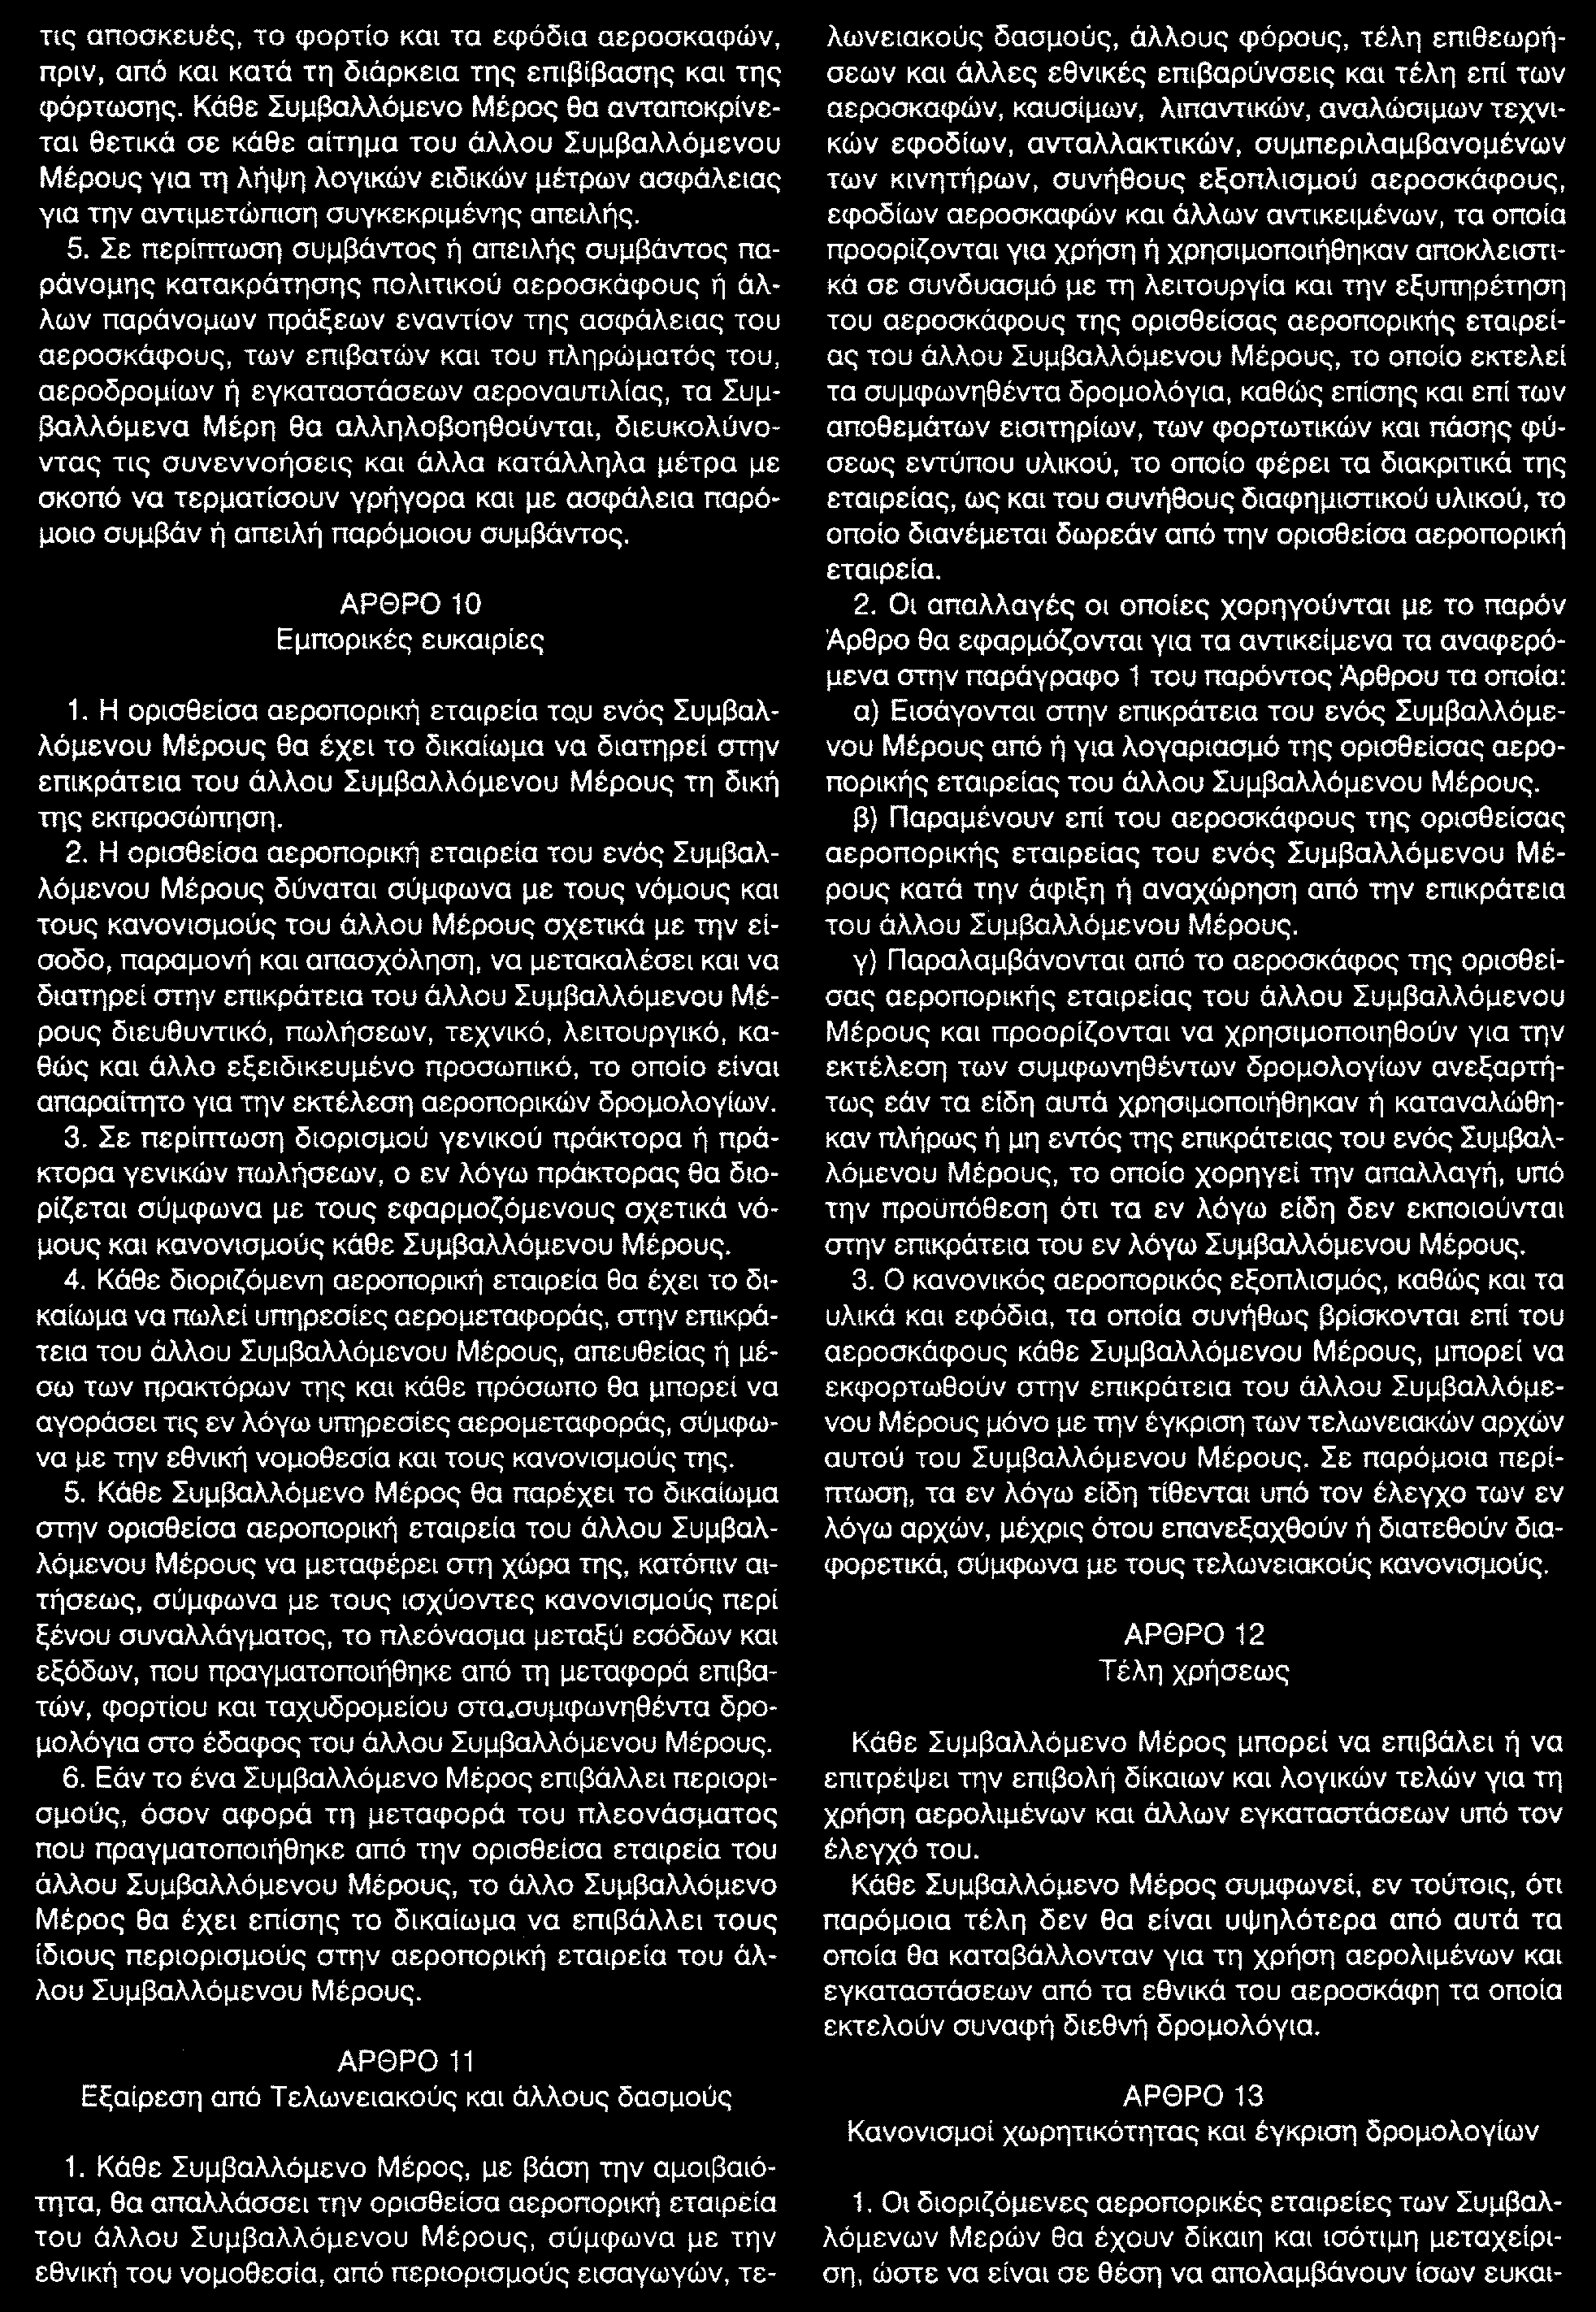 τις αποσκευές, το φορτίο και τα εφόδια αεροσκαφών,
πριν, από και κατά τη διάρκεια της επιβίβασης και της
φόρτωσης. Κάθε Συμβαλλόμενο Μέρος θα ανταποκρίνε-
ται θετικά σε κάθε αίτημα του άλλου Συμβαλλόμενου
Μέρους για τη λήψη λογικών ειδικών μέτρων ασφάλειας
για την αντιμετώπιση συγκεκριμένης απειλής.
5. Σε περίπτωση συμβάντος ή απειλής συμβάντος πα-
ράνομης κατακράτησης πολιτικού αεροσκάφους ή άλ-
λων παράνομων πράξεων εναντίον της ασφάλειας του
αεροσκάφους, των επιβατών και του πληρώματός του,
αεροδρομίων ή εγκαταστάσεων αεροναυτιλίας, τα Συμ-
βαλλόμενα Μέρη θα αλληλοβοηθούνται, διευκολύνο-
ντας τις συνεννοήσεις και άλλα κατάλληλα μέτρα με
σκοπό να τερματίσουν γρήγορα και με ασφάλεια παρό-
μοιο συμβάν ή απειλή παρόμοιου συμβάντος.
ΑΡΘΡΟ 10
Εμπορικές ευκαιρίες
1. Η ορισθείσα αεροπορική εταιρεία του ενός Συμβαλ-
λόμενου Μέρους θα έχει το δικαίωμα να διατηρεί στην
επικράτεια του άλλου Συμβαλλόμενου Μέρους τη δική
της εκπροσώπηση.
2. Η ορισθείσα αεροπορική εταιρεία του ενός Συμβαλ-
λόμενου Μέρους δύναται σύμφωνα με τους νόμους και
τους κανονισμούς του άλλου Μέρους σχετικά με την εί-
σοδο, παραμονή και απασχόληση, να μετακαλέσει και να
διατηρεί στην επικράτεια του άλλου Συμβαλλόμενου Μέ-
ρους διευθυντικό, πωλήσεων, τεχνικό, λειτουργικό, κα-
θώς και άλλο εξειδικευμένο προσωπικό, το οποίο είναι
απαραίτητο για την εκτέλεση αεροπορικών δρομολογίων.
3. Σε περίπτωση διορισμού γενικού πράκτορα ή πρά-
κτορα γενικών πωλήσεων, ο εν λόγω πράκτορας θα διο-
ρίζεται σύμφωνα με τους εφαρμοζόμενους σχετικά νό-
μους και κανονισμούς κάθε Συμβαλλόμενου Μέρους.
4. Κάθε διοριζόμενη αεροπορική εταιρεία θα έχει το δι-
καίωμα να πωλεί υπηρεσίες αερομεταφοράς, στην επικρά-
τεια του άλλου Συμβαλλόμενου Μέρους, απευθείας ή μέ-
σω των πρακτόρων της και κάθε πρόσωπο θα μπορεί να
αγοράσει τις εν λόγω υπηρεσίες αερομεταφοράς, σύμφω-
να με την εθνική νομοθεσία και τους κανονισμούς της.
5. Κάθε Συμβαλλόμενο Μέρος θα παρέχει το δικαίωμα
στην ορισθείσα αεροπορική εταιρεία του άλλου Συμβαλ-
λόμενου Μέρους να μεταφέρει στη χώρα της, κατόπιν αι-
τήσεως, σύμφωνα με τους ισχύοντες κανονισμούς περί
ξένου συναλλάγματος, το πλεόνασμα μεταξύ εσόδων και
εξόδων, που πραγματοποιήθηκε από τη μεταφορά επιβα-
τών, φορτίου και ταχυδρομείου στα συμφωνηθέντα δρο-
μολόγια στο έδαφος του άλλου Συμβαλλόμενου Μέρους.
6. Εάν το ένα Συμβαλλόμενο Μέρος επιβάλλει περιορι-
σμούς, όσον αφορά τη μεταφορά του πλεονάσματος
που πραγματοποιήθηκε από την ορισθείσα εταιρεία του
άλλου Συμβαλλόμενου Μέρους, το άλλο Συμβαλλόμενο
Μέρος θα έχει επίσης το δικαίωμα να επιβάλλει τους
ίδιους περιορισμούς στην αεροπορική εταιρεία του άλ-
λου Συμβαλλόμενου Μέρους.
ΑΡΘΡΟ 11
Εξαίρεση από Τελωνειακούς και άλλους δασμούς
1. Κάθε Συμβαλλόμενο Μέρος, με βάση την αμοιβαιό-
τητα, θα απαλλάσσει την ορισθείσα αεροπορική εταιρεία
του άλλου Συμβαλλόμενου Μέρους, σύμφωνα με την
εθνική του νομοθεσία, από περιορισμούς εισαγωγών, τε-
λωνειακούς δασμούς, άλλους φόρους, τέλη επιθεωρή-
σεων και άλλες εθνικές επιβαρύνσεις και τέλη επί των
αεροσκαφών, καυσίμων, λιπαντικών, αναλώσιμων τεχνι-
κών εφοδίων, ανταλλακτικών, συμπεριλαμβανομένων
των κινητήρων, συνήθους εξοπλισμού αεροσκάφους,
εφοδίων αεροσκαφών και άλλων αντικειμένων, τα οποία
προορίζονται για χρήση ή χρησιμοποιήθηκαν αποκλειστι-
κά σε συνδυασμό με τη λειτουργία και την εξυπηρέτηση
του αεροσκάφους της ορισθείσας αεροπορικής εταιρεί-
ας του άλλου Συμβαλλόμενου Μέρους, το οποίο εκτελεί
τα συμφωνηθέντα δρομολόγια, καθώς επίσης και επί των
αποθεμάτων εισιτηρίων, των φορτωτικών και πάσης φύ-
σεως εντύπου υλικού, το οποίο φέρει τα διακριτικά της
εταιρείας, ως και του συνήθους διαφημιστικού υλικού, το
οποίο διανέμεται δωρεάν από την ορισθείσα αεροπορική
εταιρεία.
2. Οι απαλλαγές οι οποίες χορηγούνται με το παρόν
Άρθρο θα εφαρμόζονται για τα αντικείμενα τα αναφερό-
μενα στην παράγραφο 1 του παρόντος Άρθρου τα οποία:
α) Εισάγονται στην επικράτεια του ενός Συμβαλλόμε-
νου Μέρους από ή για λογαριασμό της ορισθείσας αερο-
πορικής εταιρείας του άλλου Συμβαλλόμενου Μέρους.
β) Παραμένουν επί του αεροσκάφους της ορισθείσας
αεροπορικής εταιρείας του ενός Συμβαλλόμενου Μέ-
ρους κατά την άφιξη ή αναχώρηση από την επικράτεια
του άλλου Συμβαλλόμενου Μέρους.
γ) Παραλαμβάνονται από το αεροσκάφος της ορισθεί-
σας αεροπορικής εταιρείας του άλλου Συμβαλλόμενου
Μέρους και προορίζονται να χρησιμοποιηθούν για την
εκτέλεση των συμφωνηθέντων δρομολογίων ανεξαρτή-
τως εάν τα είδη αυτά χρησιμοποιήθηκαν ή καταναλώθη-
καν πλήρως ή μη εντός της επικράτειας του ενός Συμβαλ-
λόμενου Μέρους, το οποίο χορηγεί την απαλλαγή, υπό
την προϋπόθεση ότι τα εν λόγω είδη δεν εκποιούνται
στην επικράτεια του εν λόγω Συμβαλλόμενου Μέρους.
3. Ο κανονικός αεροπορικός εξοπλισμός, καθώς και τα
υλικά και εφόδια, τα οποία συνήθως βρίσκονται επί του
αεροσκάφους κάθε Συμβαλλόμενου Μέρους, μπορεί να
εκφορτωθούν στην επικράτεια του άλλου Συμβαλλόμε-
νου Μέρους μόνο με την έγκριση των τελωνειακών αρχών
αυτού του Συμβαλλόμενου Μέρους. Σε παρόμοια περί-
πτωση, τα εν λόγω είδη τίθενται υπό τον έλεγχο των εν
λόγω αρχών, μέχρις ότου επανεξαχθούν ή διατεθούν δια-
φορετικά, σύμφωνα με τους τελωνειακούς κανονισμούς.
ΑΡΘΡΟ 12
Τέλη χρήσεως
Κάθε Συμβαλλόμενο Μέρος μπορεί να επιβάλει ή να
επιτρέψει την επιβολή δίκαιων και λογικών τελών για τη
χρήση αερολιμένων και άλλων εγκαταστάσεων υπό τον
έλεγχό του.
Κάθε Συμβαλλόμενο Μέρος συμφωνεί, εν τούτοις, ότι
παρόμοια τέλη δεν θα είναι υψηλότερα από αυτά τα
οποία θα καταβάλλονταν για τη χρήση αερολιμένων και
εγκαταστάσεων από τα εθνικά του αεροσκάφη τα οποία
εκτελούν συναφή διεθνή δρομολόγια.
ΑΡΘΡΟ 13
Κανονισμοί χωρητικότητας και έγκριση δρομολογίων
1. Οι διοριζόμενες αεροπορικές εταιρείες των Συμβαλ-
λόμενων Μερών θα έχουν δίκαιη και ισότιμη μεταχείρι-
ση, ώστε να είναι σε θέση να απολαμβάνουν ίσων ευκαι-